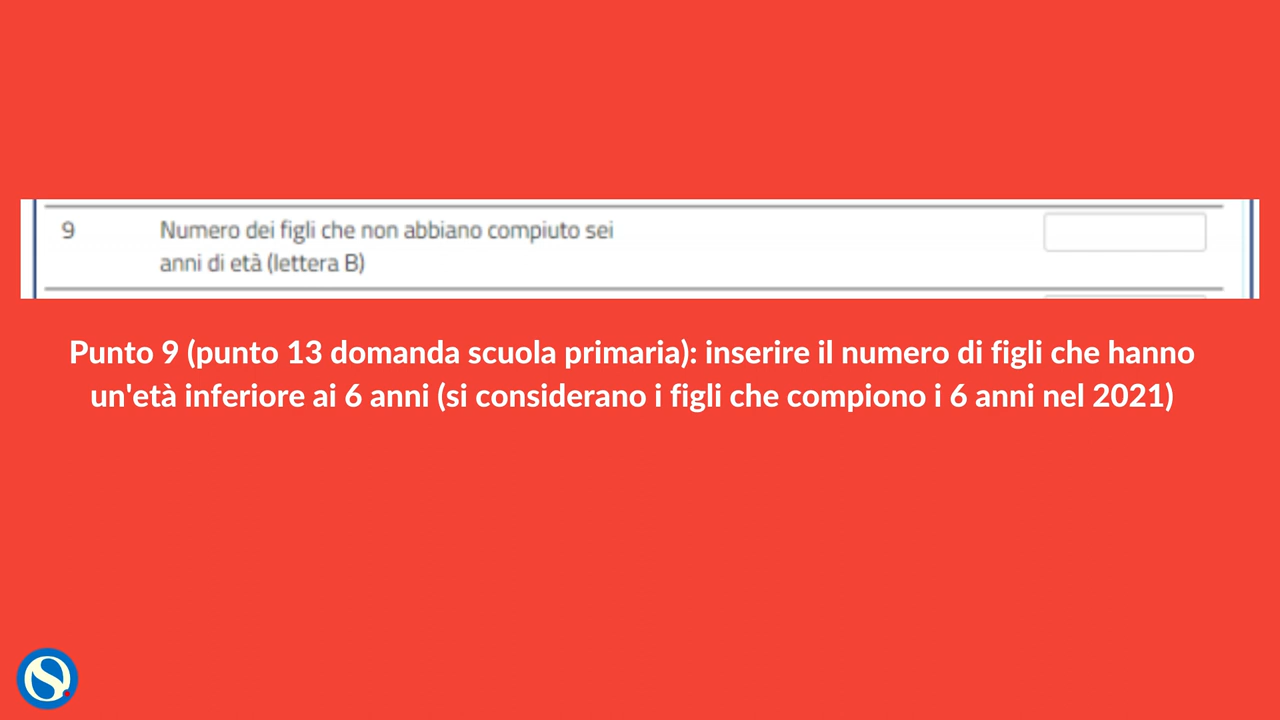 9 Numero dei figli che non abbiano compiuto sei
anni di età (lettera B)
Punto 9 (punto 13 domanda scuola primaria): inserire il numero di figli che hanno
un'età inferiore ai 6 anni (si considerano i figli che compiono i 6 anni nel 2021)
S